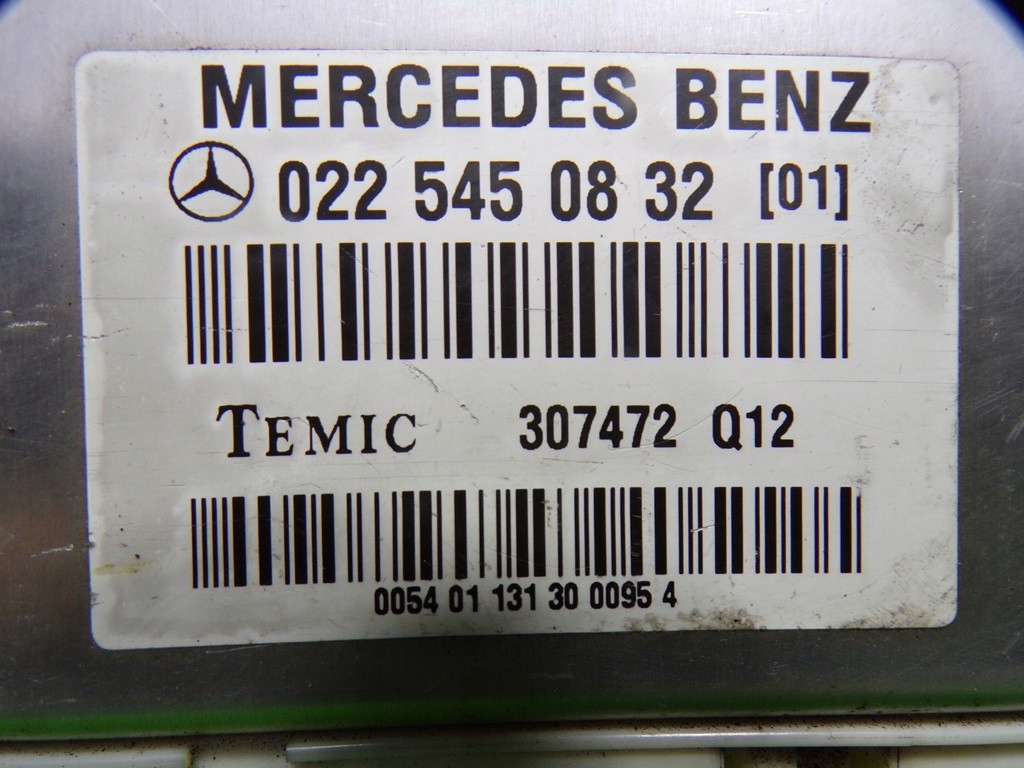 MERCEDES BENZ
022 545 08 32 [01]
TEMIC 307472 Q12
0054 01 131 30 0095 4